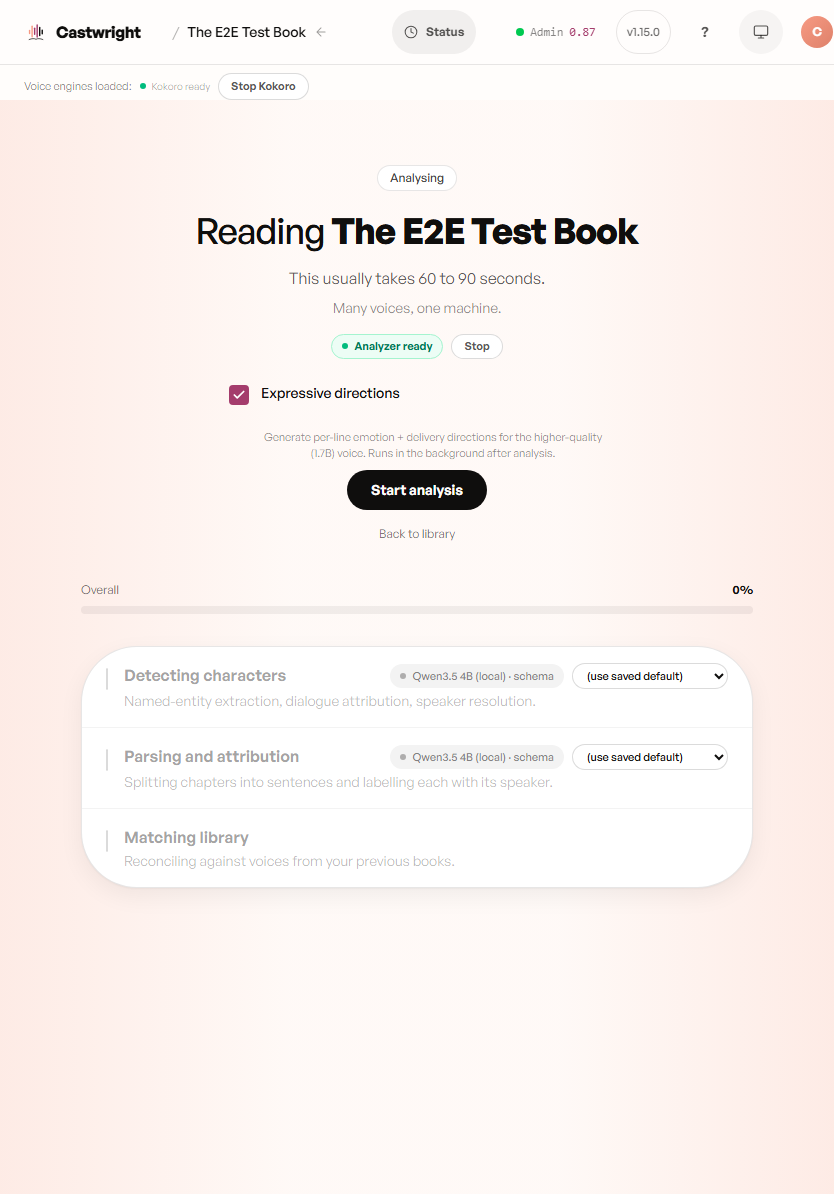 Castwright / The E2E Test Book ← Status Admin 0.87 v1.15.0 ? C
Voice engines loaded: Kokoro ready Stop Kokoro
Analysing
Reading The E2E Test Book
This usually takes 60 to 90 seconds.
Many voices, one machine.
Analyzer ready Stop
Expressive directions
Generate per-line emotion + delivery directions for the higher-quality
(1.7B) voice. Runs in the background after analysis.
Start analysis
Back to library
Overall 0%
Detecting characters Qwen3.5 4B (local) · schema (use saved default)
Named-entity extraction, dialogue attribution, speaker resolution.
Parsing and attribution Qwen3.5 4B (local) · schema (use saved default)
Splitting chapters into sentences and labelling each with its speaker.
Matching library
Reconciling against voices from your previous books.